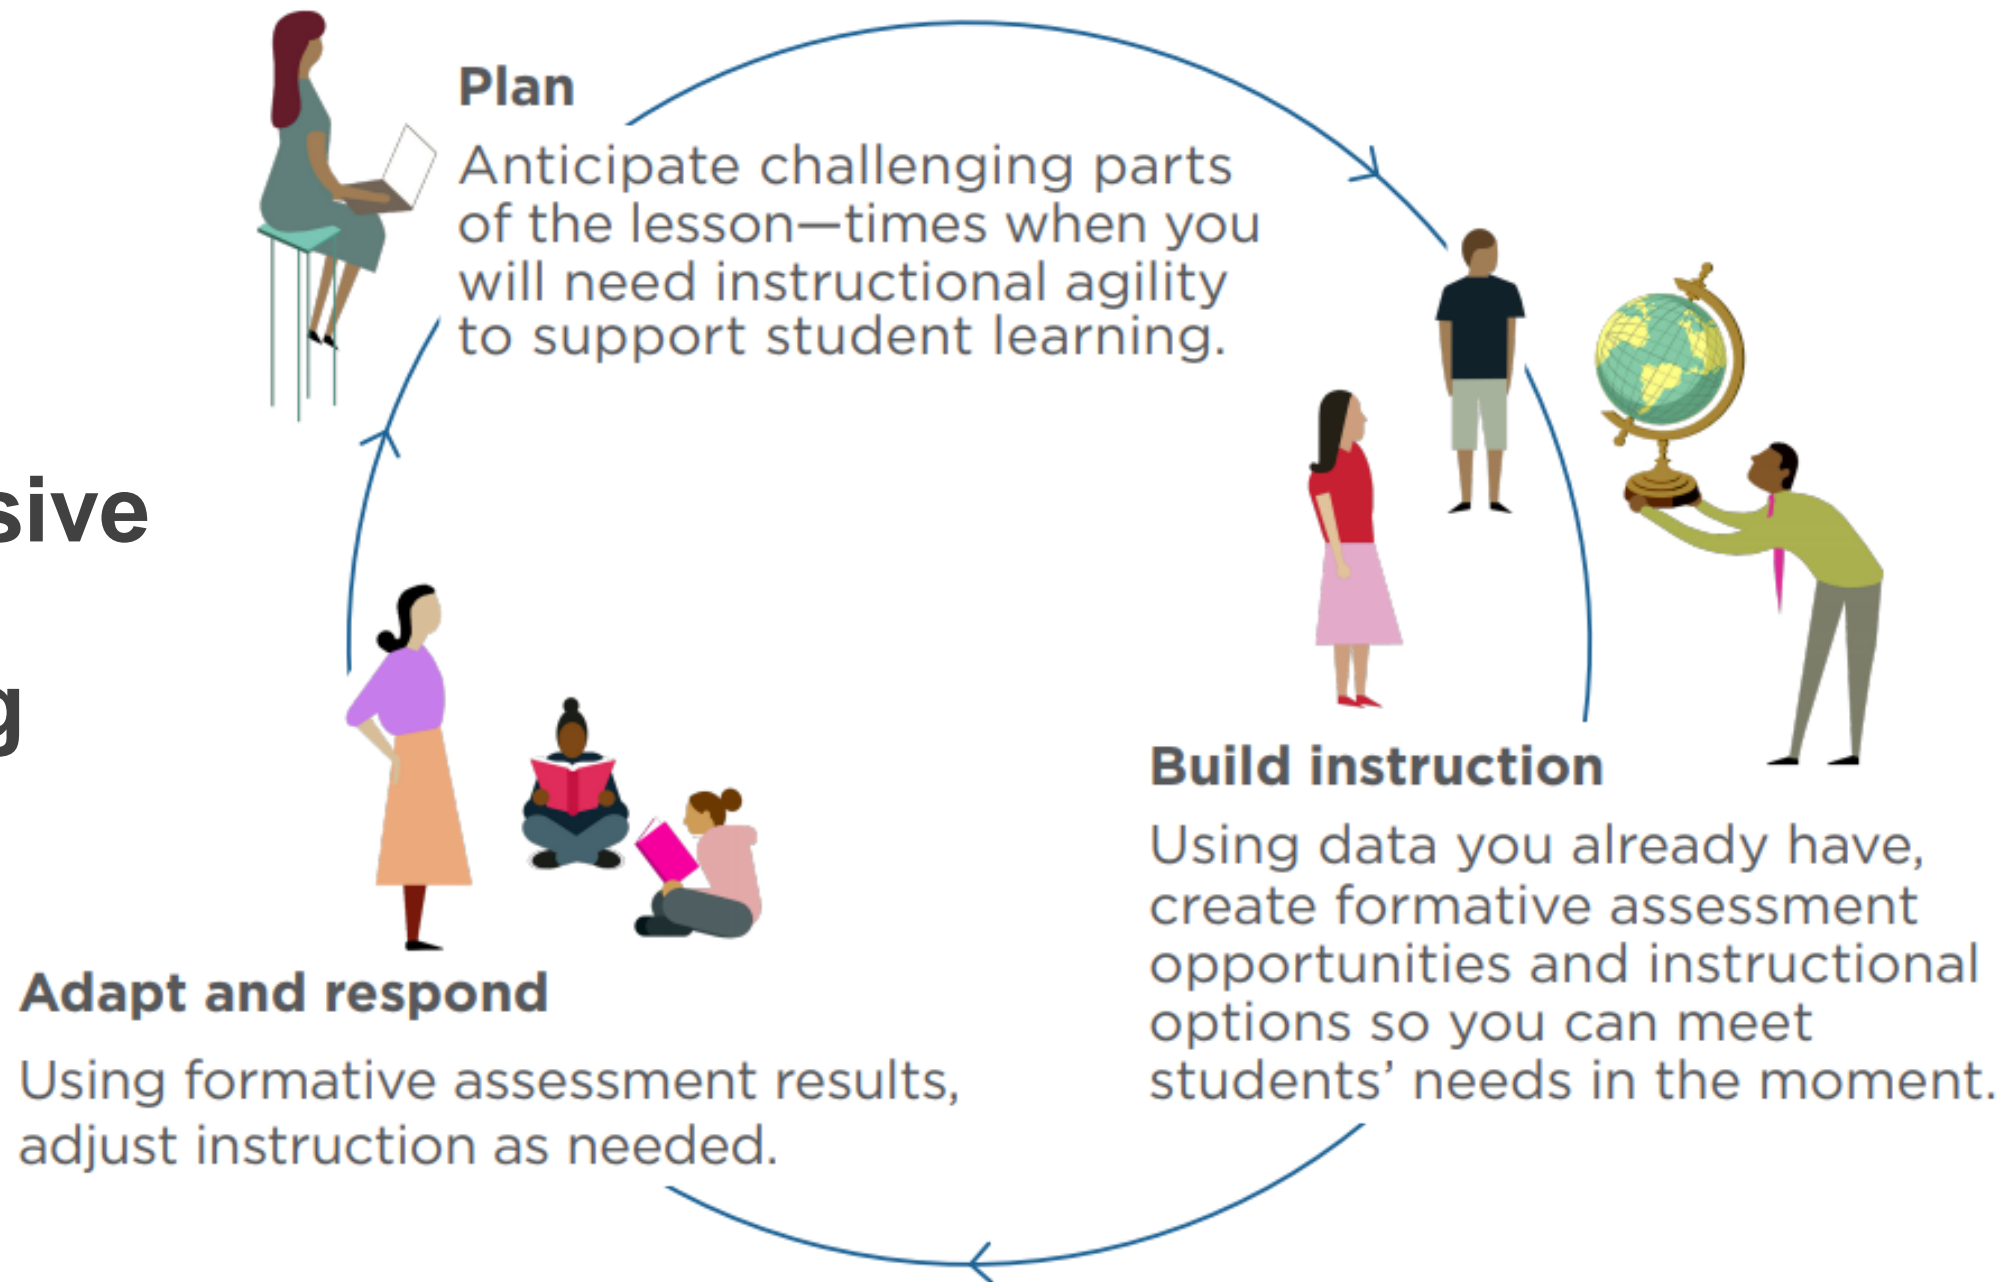 Plan
Anticipate challenging parts
of the lesson—times when you
will need instructional agility
to support student learning.
sive
g
Build instruction
Using data you already have,
create formative assessment
opportunities and instructional
options so you can meet
students’ needs in the moment.
Adapt and respond
Using formative assessment results,
adjust instruction as needed.